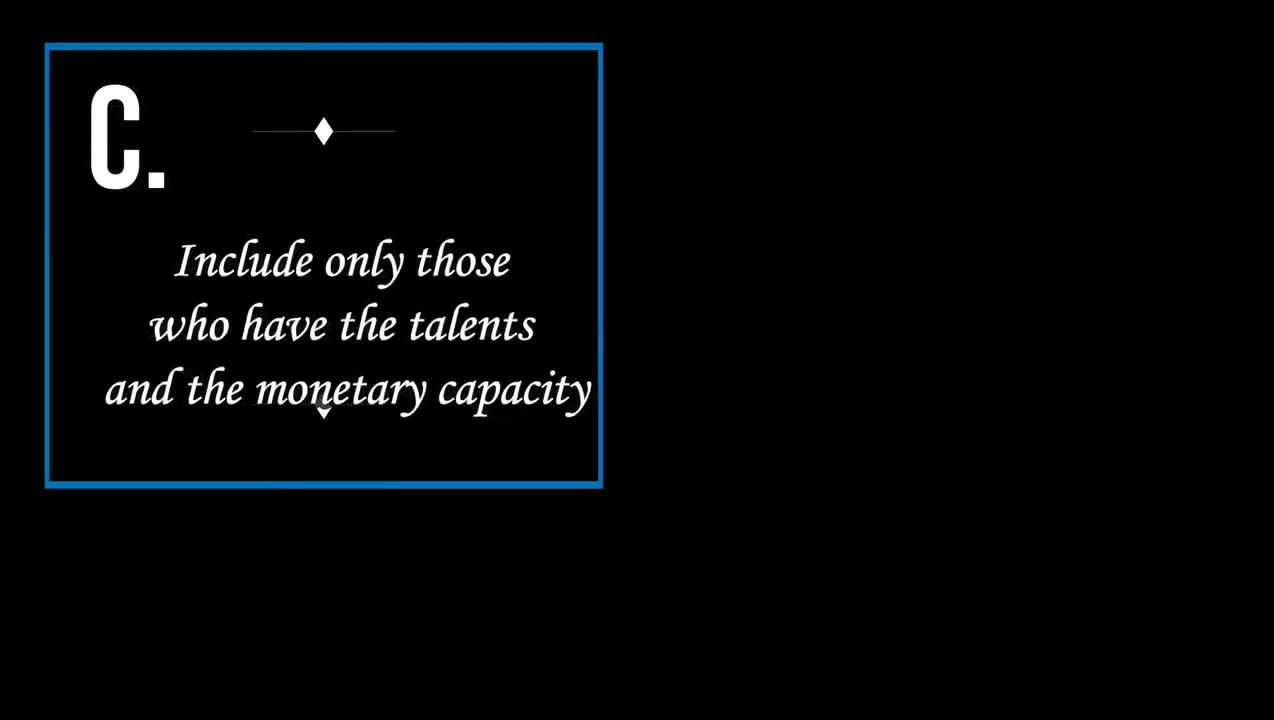 C.
Include only those
who have the talents
and the monetary capacity